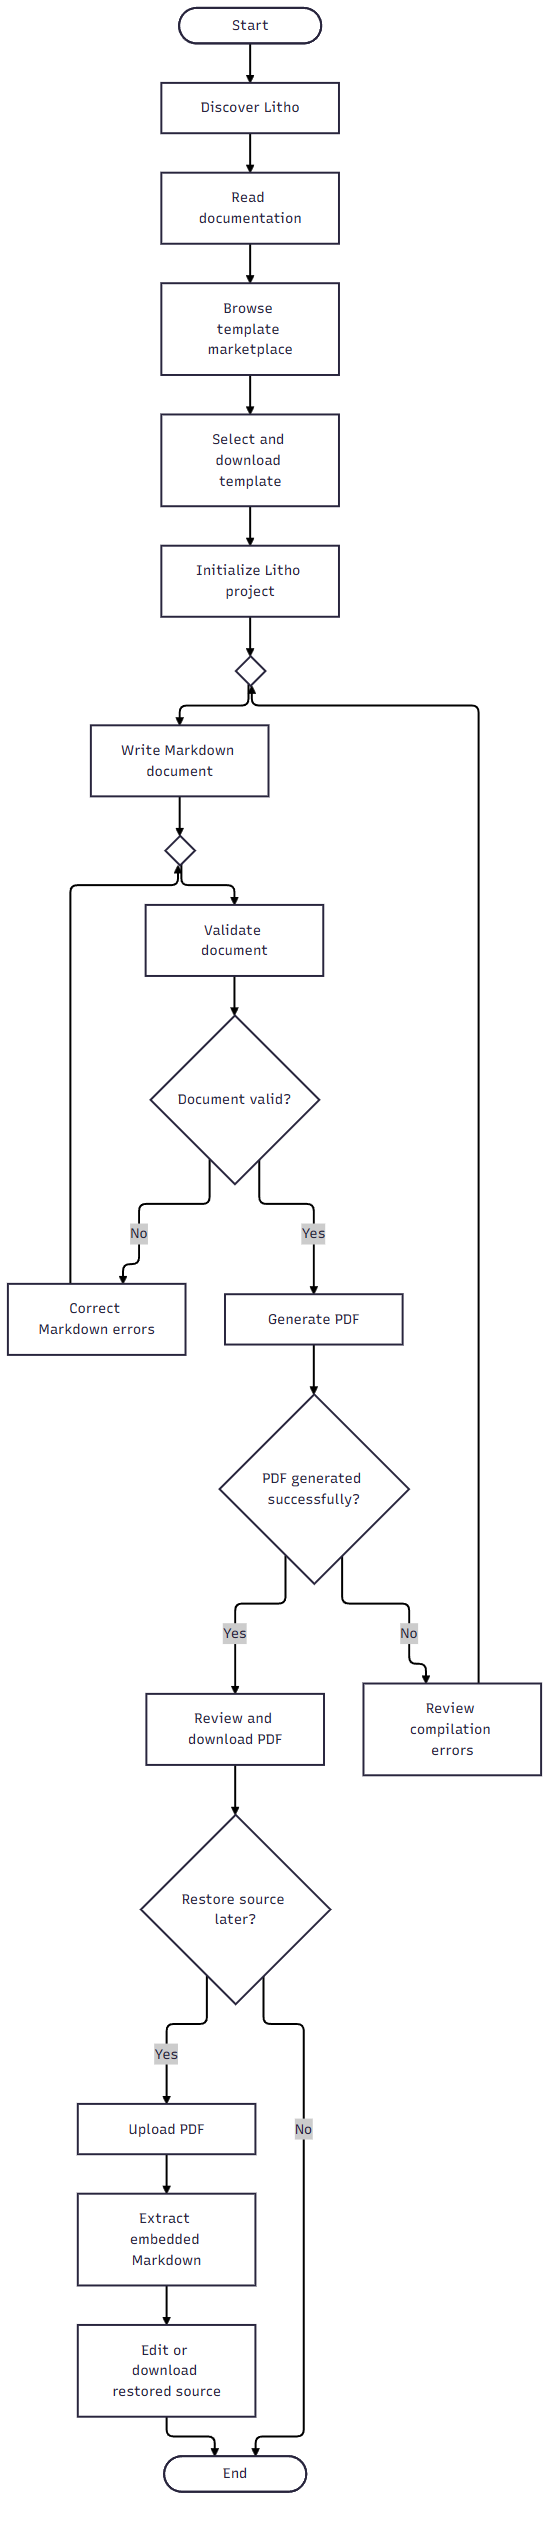 Start
Discover Litho
Read
documentation
Browse
template
marketplace
Select and
download
template
Initialize Litho
project
Write Markdown
document
Validate
document
Document valid?
No
Yes
Correct
Markdown errors
Generate PDF
PDF generated
successfully?
Yes
No
Review and
download PDF
Review
compilation
errors
Restore source
later?
Yes
Upload PDF
No
Extract
embedded
Markdown
Edit or
download
restored source
End